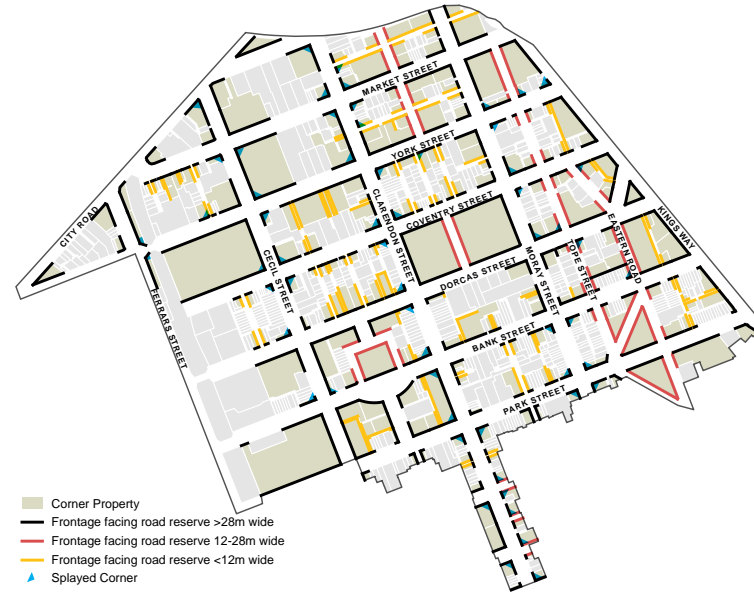 MARKET STREET
YORK STREET
CITY ROAD
CLARENDON STREET
COVENTRY STREET
KINGS WAY
EASTERN ROAD
CECIL STREET
DORCAS STREET
MORAY STREET
TOPE STREET
FERRARS STREET
BANK STREET
PARK STREET
Corner Property
Frontage facing road reserve >28m wide
Frontage facing road reserve 12-28m wide
Frontage facing road reserve <12m wide
Splayed Corner